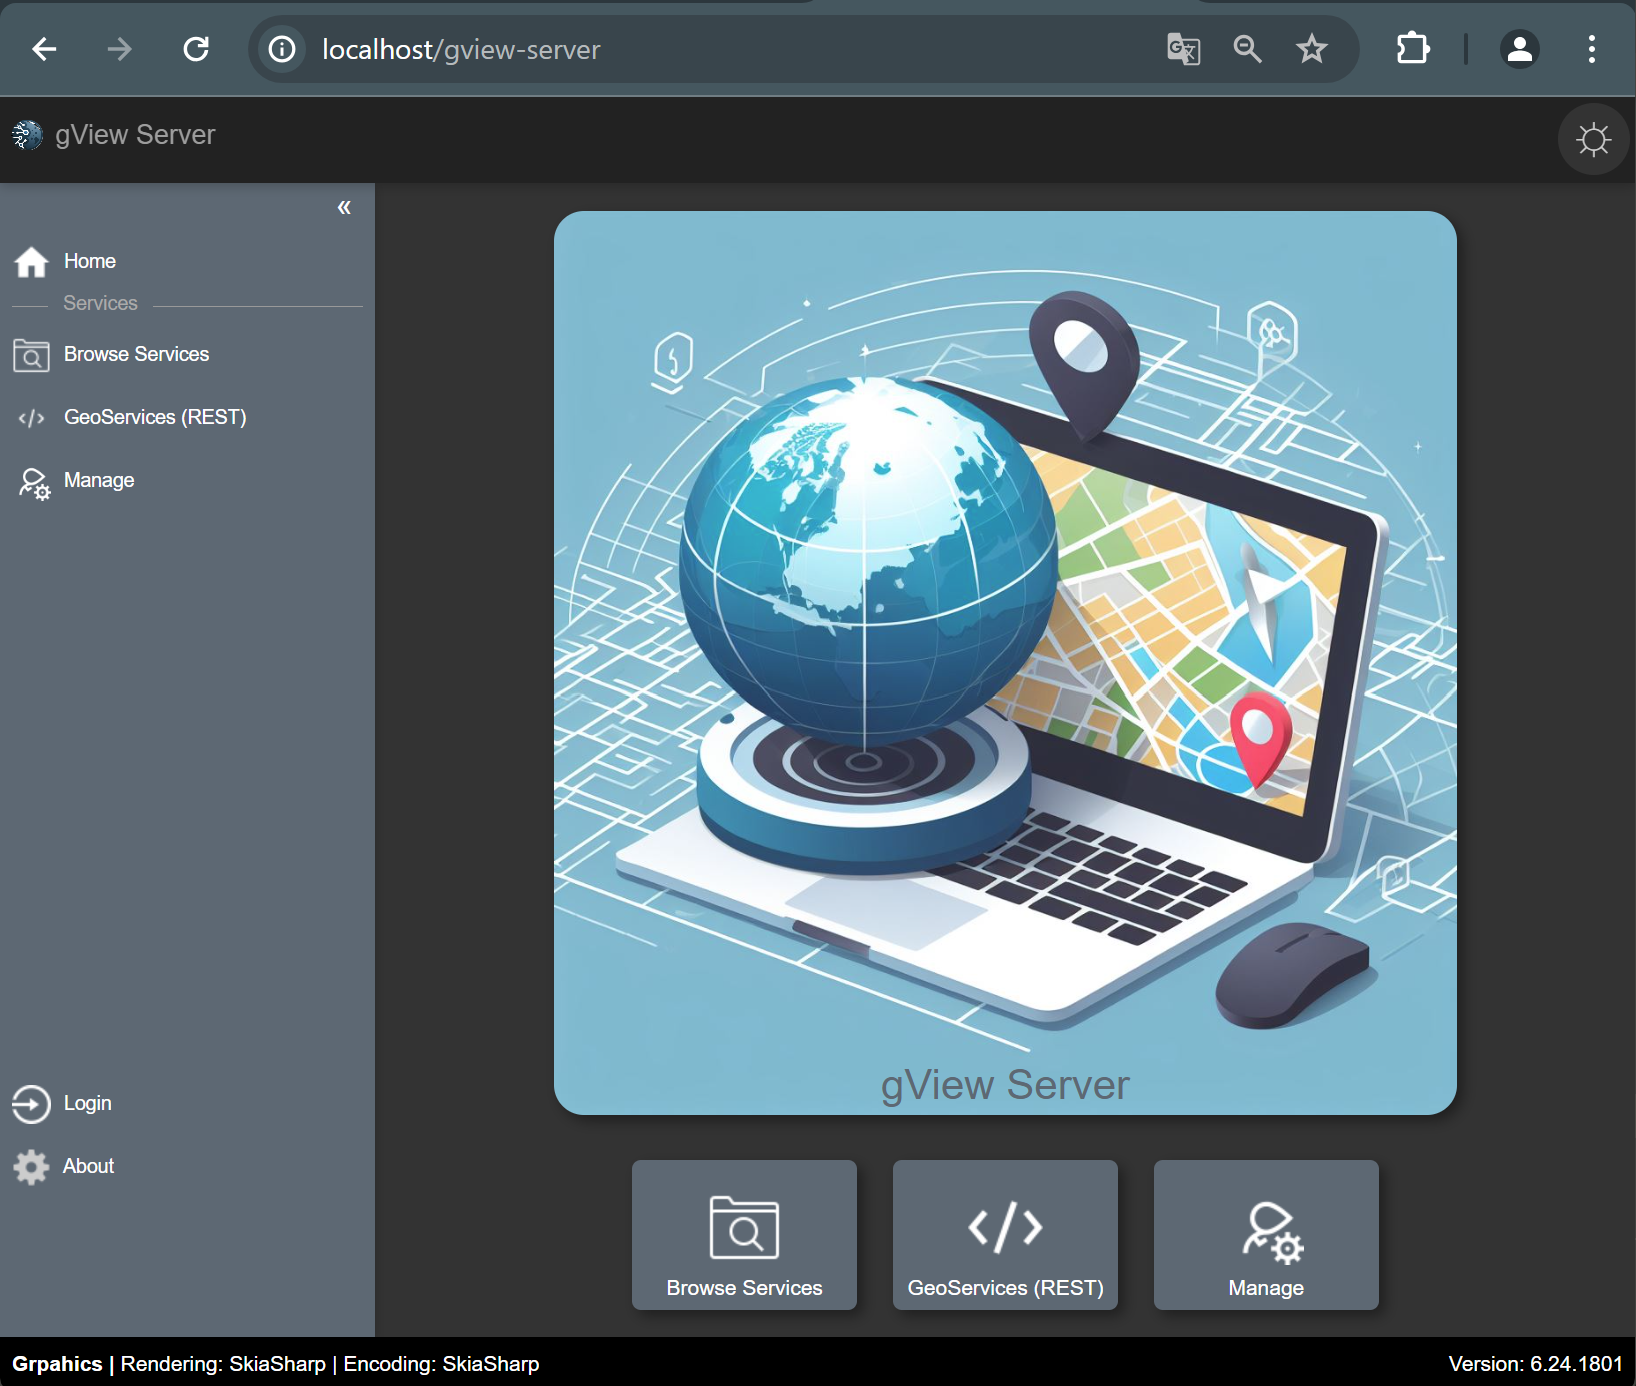 localhost/gview-server
gView Server
«
Home
Services
Browse Services
GeoServices (REST)
Manage
Login
About
gView Server
Browse Services
GeoServices (REST)
Manage
Grpahics | Rendering: SkiaSharp | Encoding: SkiaSharp
Version: 6.24.1801